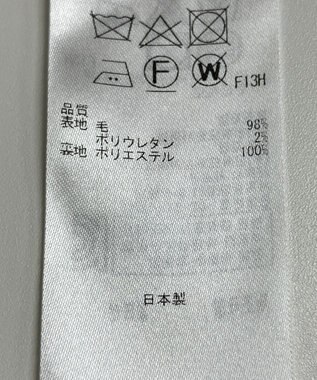 F W F13H
品質
表地 毛 98%
ポリウレタン 2%
裏地 ポリエステル 100%
日本製